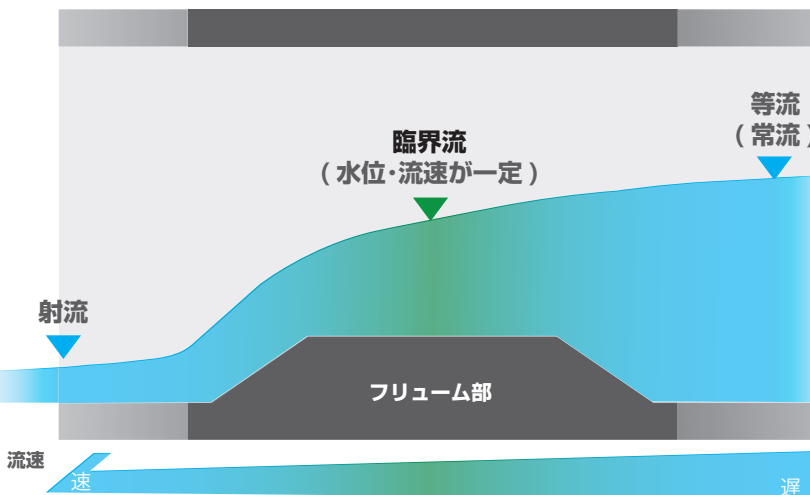 等流
(常流)
臨界流
(水位・流速が一定)
射流
フリューム部
流速
速
遅